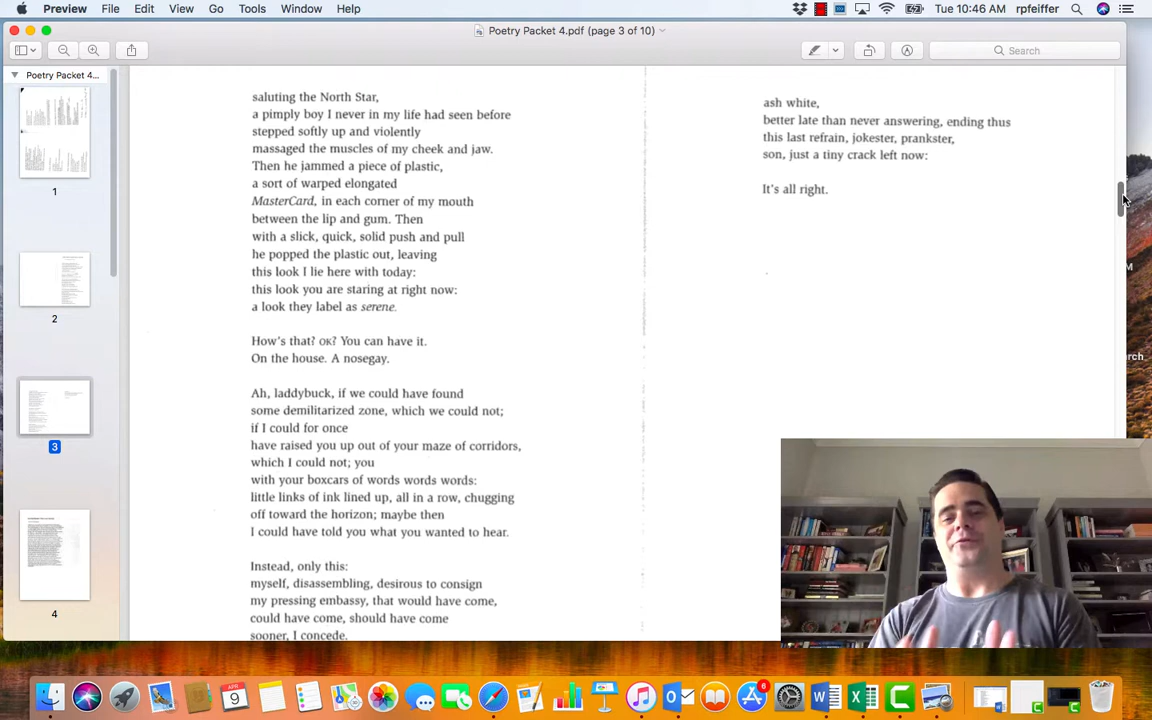 Preview File Edit View Go Tools Window Help
Tue 10:46 AM rpfeiffer
Poetry Packet 4.pdf (page 3 of 10)
Search
Poetry Packet 4...
1
2
3
4
saluting the North Star,
a pimply boy I never in my life had seen before
stepped softly up and violently
massaged the muscles of my cheek and jaw.
Then he jammed a piece of plastic,
a sort of warped elongated
MasterCard, in each corner of my mouth
between the lip and gum. Then
with a slick, quick, solid push and pull
he popped the plastic out, leaving
this look I lie here with today:
this look you are staring at right now:
a look they label as serene.
How's that? OK? You can have it.
On the house. A nosegay.
Ah, laddybuck, if we could have found
some demilitarized zone, which we could not;
if I could for once
have raised you up out of your maze of corridors,
which I could not; you
with your boxcars of words words words:
little links of ink lined up, all in a row, chugging
off toward the horizon; maybe then
I could have told you what you wanted to hear.
Instead, only this:
myself, disassembling, desirous to consign
my pressing embassy, that would have come,
could have come, should have come
sooner, I concede.
ash white,
better late than never answering, ending thus
this last refrain, jokester, prankster,
son, just a tiny crack left now:
It's all right.
M
rch
APR
9
6